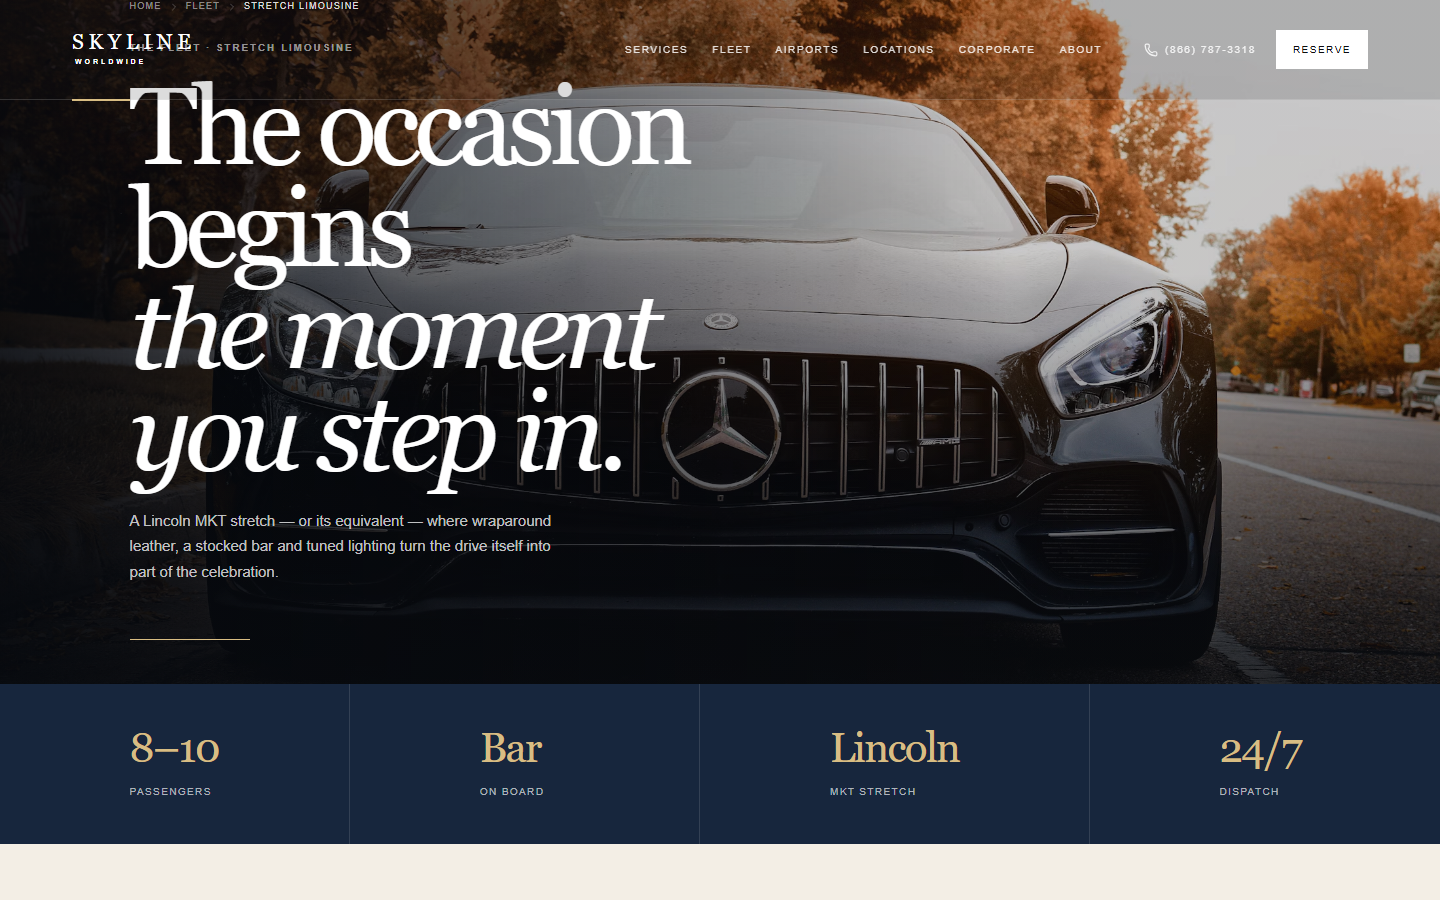 HOME > FLEET > STRETCH LIMOUSINE
SKYLINE
WORLDWIDE
THE FLEET · STRETCH LIMOUSINE
SERVICES FLEET AIRPORTS LOCATIONS CORPORATE ABOUT (866) 787-3318 RESERVE
The occasion
begins
the moment
you step in.
A Lincoln MKT stretch — or its equivalent — where wraparound
leather, a stocked bar and tuned lighting turn the drive itself into
part of the celebration.
8–10 Bar Lincoln 24/7
PASSENGERS ON BOARD MKT STRETCH DISPATCH